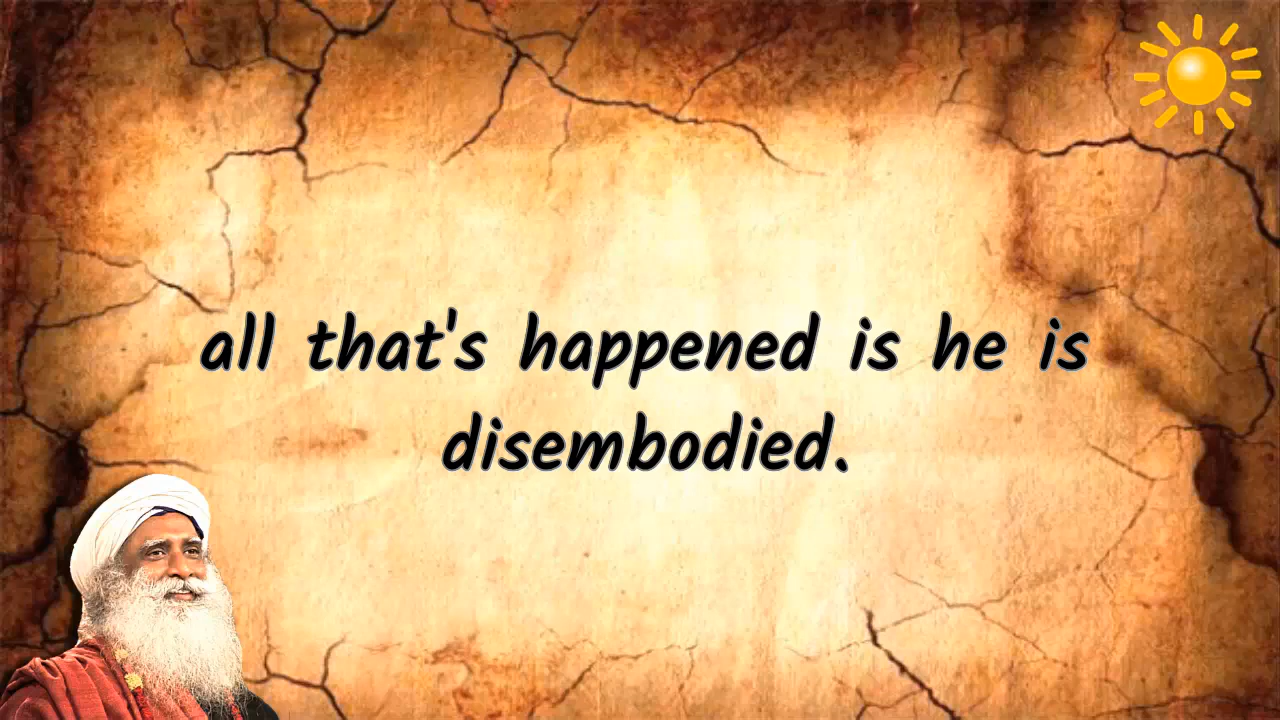 all that's happened is he is
disembodied.